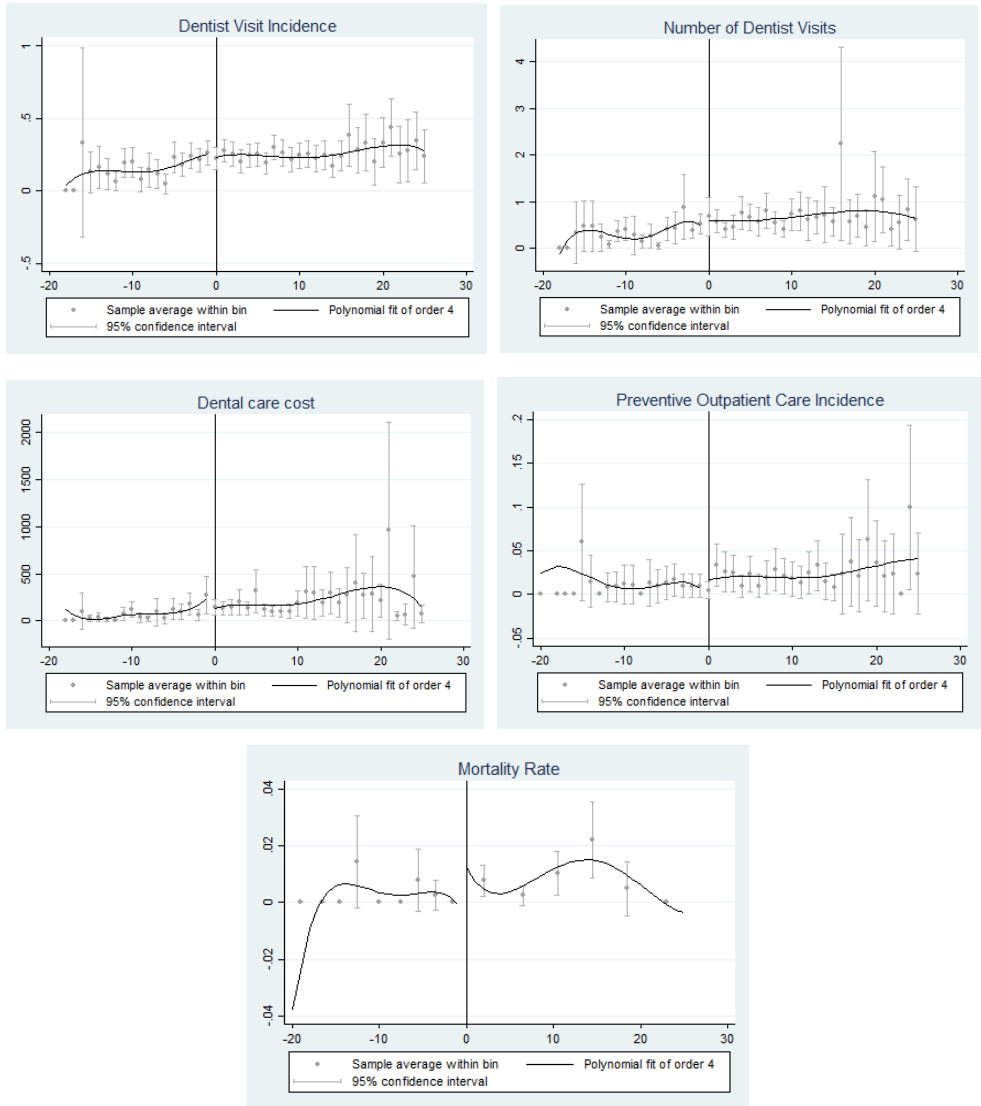 Dentist Visit Incidence
1
.5
0
-.5
-20 -10 0 10 20 30
Sample average within bin Polynomial fit of order 4
95% confidence interval
Number of Dentist Visits
4
3
2
1
0
-20 -10 0 10 20 30
Sample average within bin Polynomial fit of order 4
95% confidence interval
Dental care cost
2000
1500
1000
500
0
-20 -10 0 10 20 30
Sample average within bin Polynomial fit of order 4
95% confidence interval
Preventive Outpatient Care Incidence
.2
.15
.1
.05
0
-.05
-20 -10 0 10 20 30
Sample average within bin Polynomial fit of order 4
95% confidence interval
Mortality Rate
.04
.02
0
-.02
-.04
-20 -10 0 10 20 30
Sample average within bin Polynomial fit of order 4
95% confidence interval